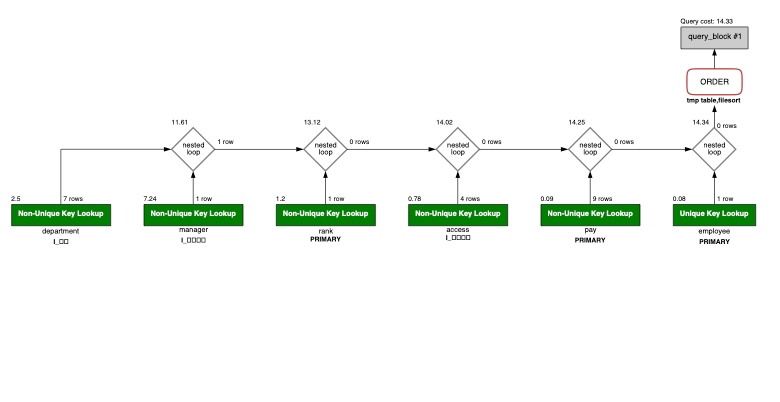 Query cost: 14.33
query_block #1
ORDER
tmp table,filesort
11.61
13.12
14.02
14.25
14.34
0 rows
nested
loop
1 row
nested
loop
0 rows
nested
loop
0 rows
nested
loop
0 rows
nested
loop
2.5
7 rows
7.24
1 row
1.2
1 row
0.78
4 rows
0.09
9 rows
0.08
1 row
Non-Unique Key Lookup
Non-Unique Key Lookup
Non-Unique Key Lookup
Non-Unique Key Lookup
Non-Unique Key Lookup
Unique Key Lookup
department
manager
rank
access
pay
employee
I_□□
I_□□□□
PRIMARY
I_□□□□
PRIMARY
PRIMARY